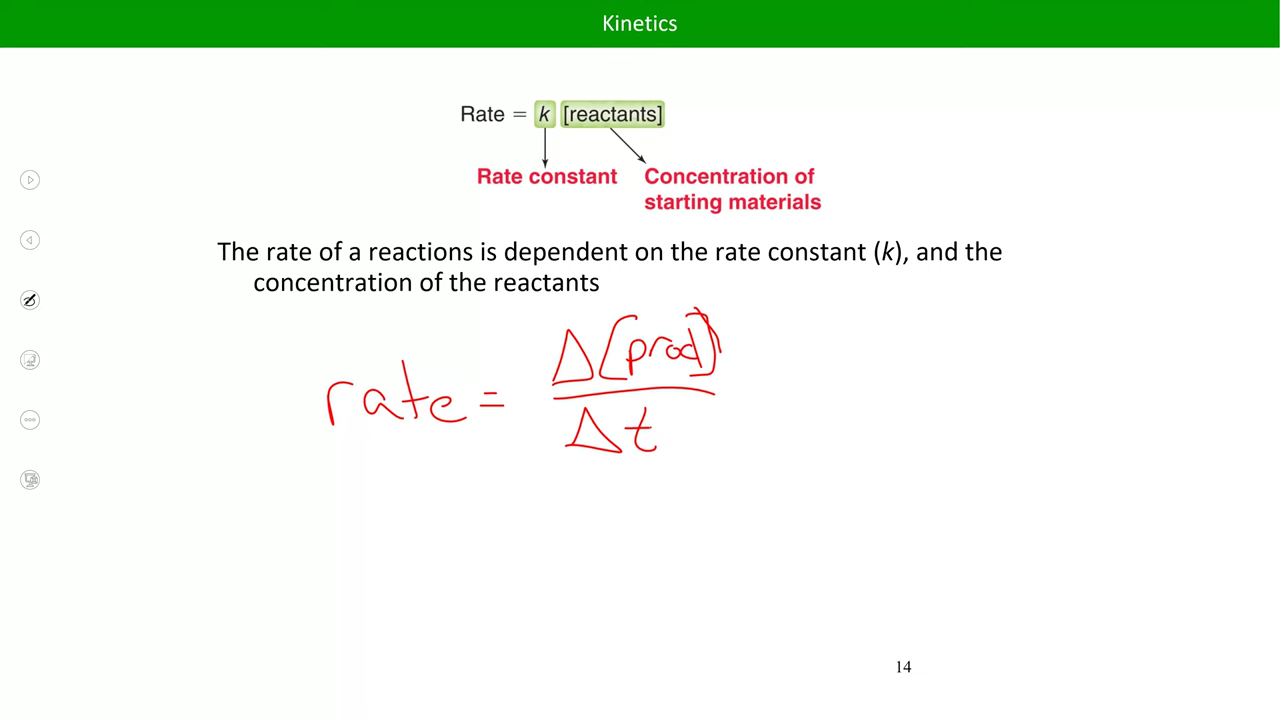 Kinetics
Rate = k [reactants]
Rate constant
Concentration of
starting materials
The rate of a reactions is dependent on the rate constant (k), and the
concentration of the reactants
rate = Δ[prod]
Δt
14